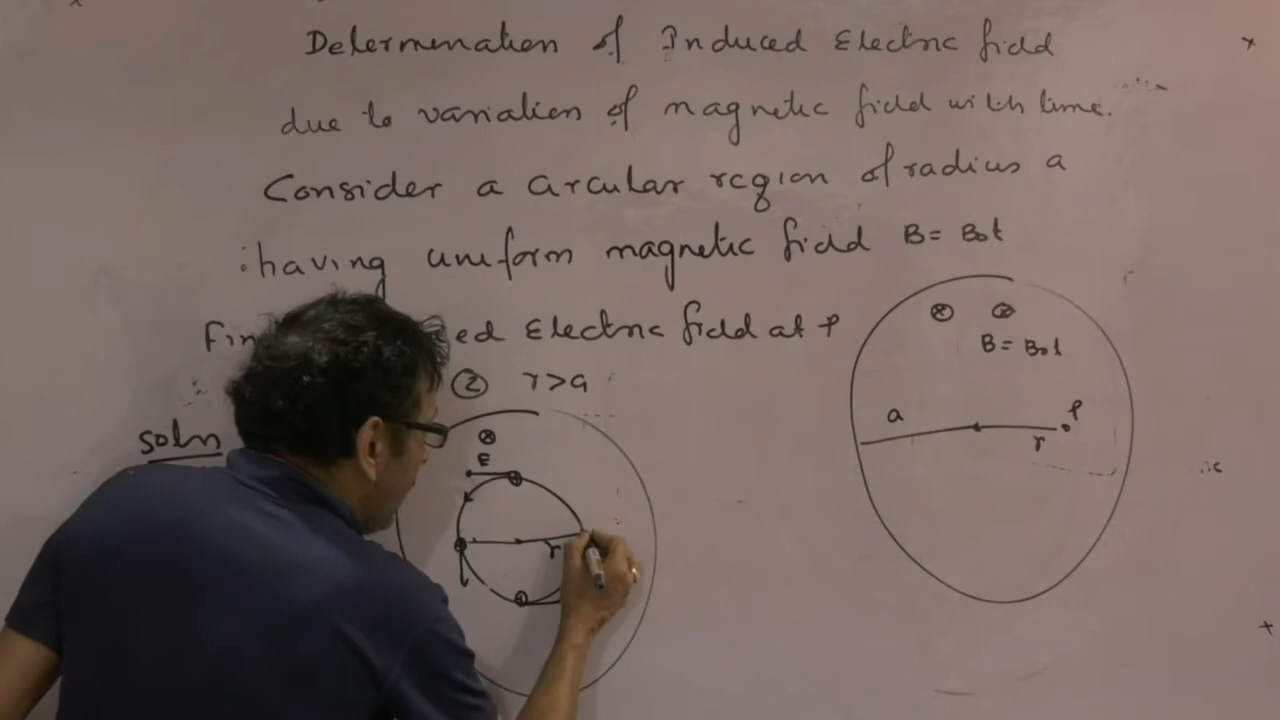 Determination of Induced Electric field
due to variation of magnetic field with time.
Consider a circular region of radius a
having uniform magnetic field B = B₀t
ed Electric field at P
② r>a
Soln
⊗
E
r
⊗ ⊗
B = B₀t
a
P
r